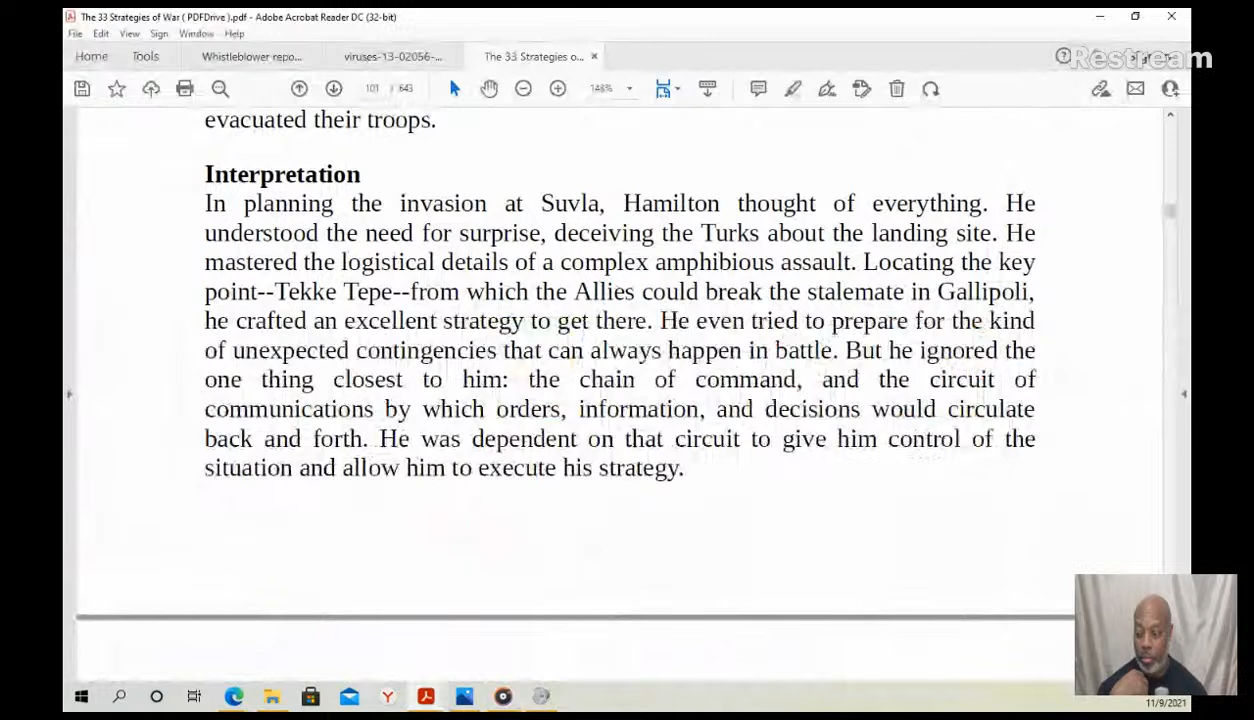 The 33 Strategies of War ( PDFDrive ).pdf - Adobe Acrobat Reader DC (32-bit)
File Edit View Sign Window Help
Home Tools Whistleblower repo... viruses-13-02056-... The 33 Strategies o... ×
Restream
101 / 643 148%
evacuated their troops.
Interpretation
In planning the invasion at Suvla, Hamilton thought of everything. He
understood the need for surprise, deceiving the Turks about the landing site. He
mastered the logistical details of a complex amphibious assault. Locating the key
point--Tekke Tepe--from which the Allies could break the stalemate in Gallipoli,
he crafted an excellent strategy to get there. He even tried to prepare for the kind
of unexpected contingencies that can always happen in battle. But he ignored the
one thing closest to him: the chain of command, and the circuit of
communications by which orders, information, and decisions would circulate
back and forth. He was dependent on that circuit to give him control of the
situation and allow him to execute his strategy.
11/9/2021